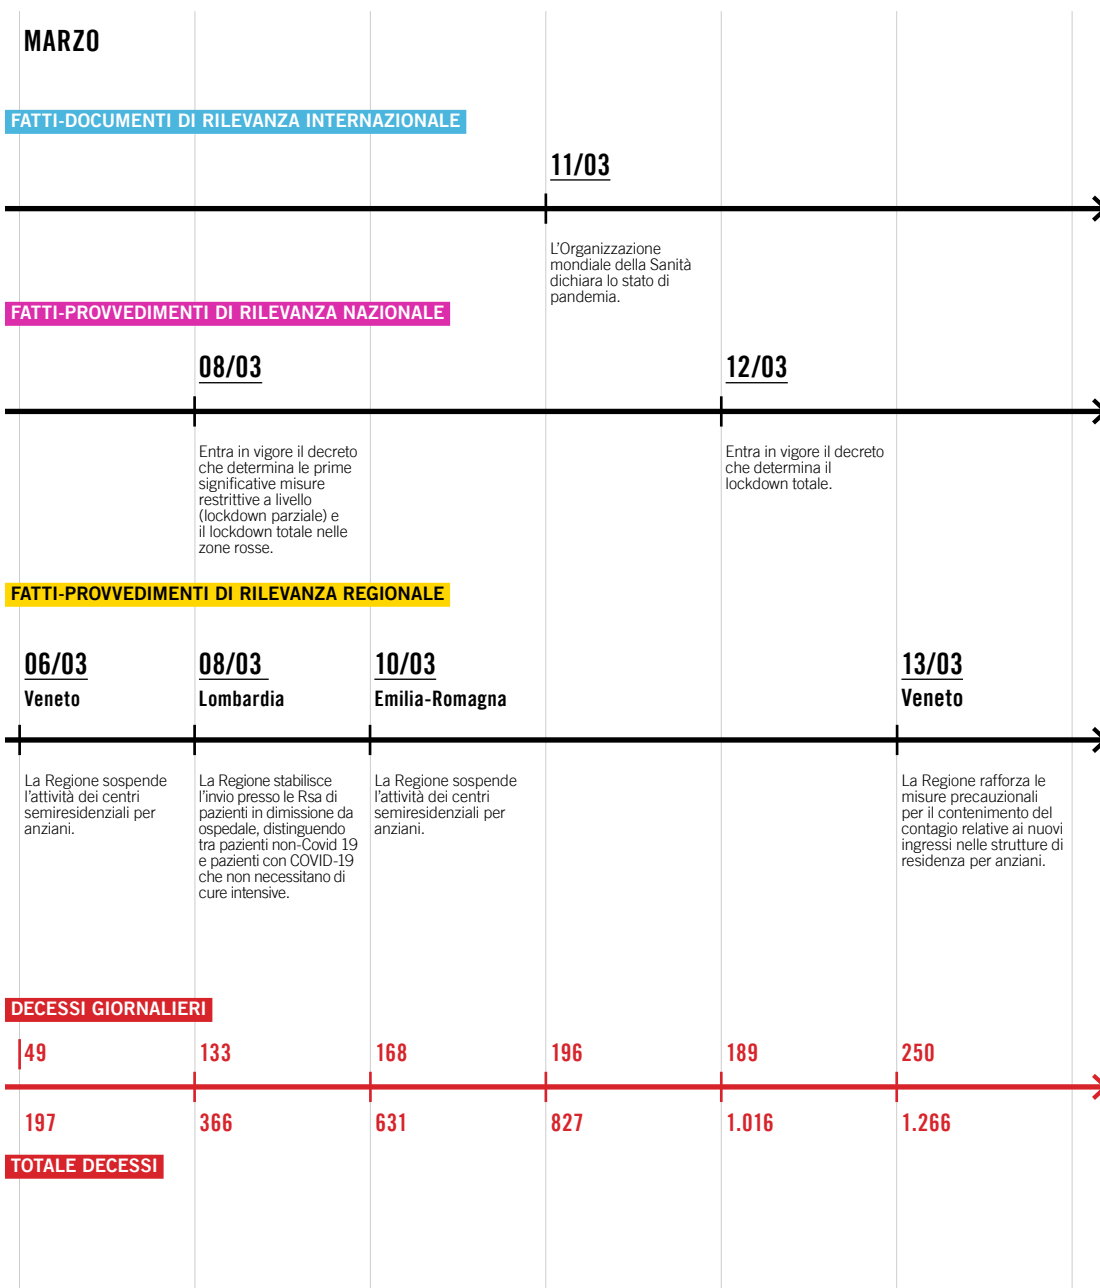 MARZO
FATTI-DOCUMENTI DI RILEVANZA INTERNAZIONALE
11/03
L'Organizzazione
mondiale della Sanità
dichiara lo stato di
pandemia.
FATTI-PROVVEDIMENTI DI RILEVANZA NAZIONALE
08/03
Entra in vigore il decreto
che determina le prime
significative misure
restrittive a livello
(lockdown parziale) e
il lockdown totale nelle
zone rosse.
12/03
Entra in vigore il decreto
che determina il
lockdown totale.
FATTI-PROVVEDIMENTI DI RILEVANZA REGIONALE
06/03
Veneto
La Regione sospende
l'attività dei centri
semiresidenziali per
anziani.
08/03
Lombardia
La Regione stabilisce
l'invio presso le Rsa di
pazienti in dimissione da
ospedale, distinguendo
tra pazienti non-Covid 19
e pazienti con COVID-19
che non necessitano di
cure intensive.
10/03
Emilia-Romagna
La Regione sospende
l'attività dei centri
semiresidenziali per
anziani.
13/03
Veneto
La Regione rafforza le
misure precauzionali
per il contenimento del
contagio relative ai nuovi
ingressi nelle strutture di
residenza per anziani.
DECESSI GIORNALIERI
49 133 168 196 189 250
197 366 631 827 1.016 1.266
TOTALE DECESSI